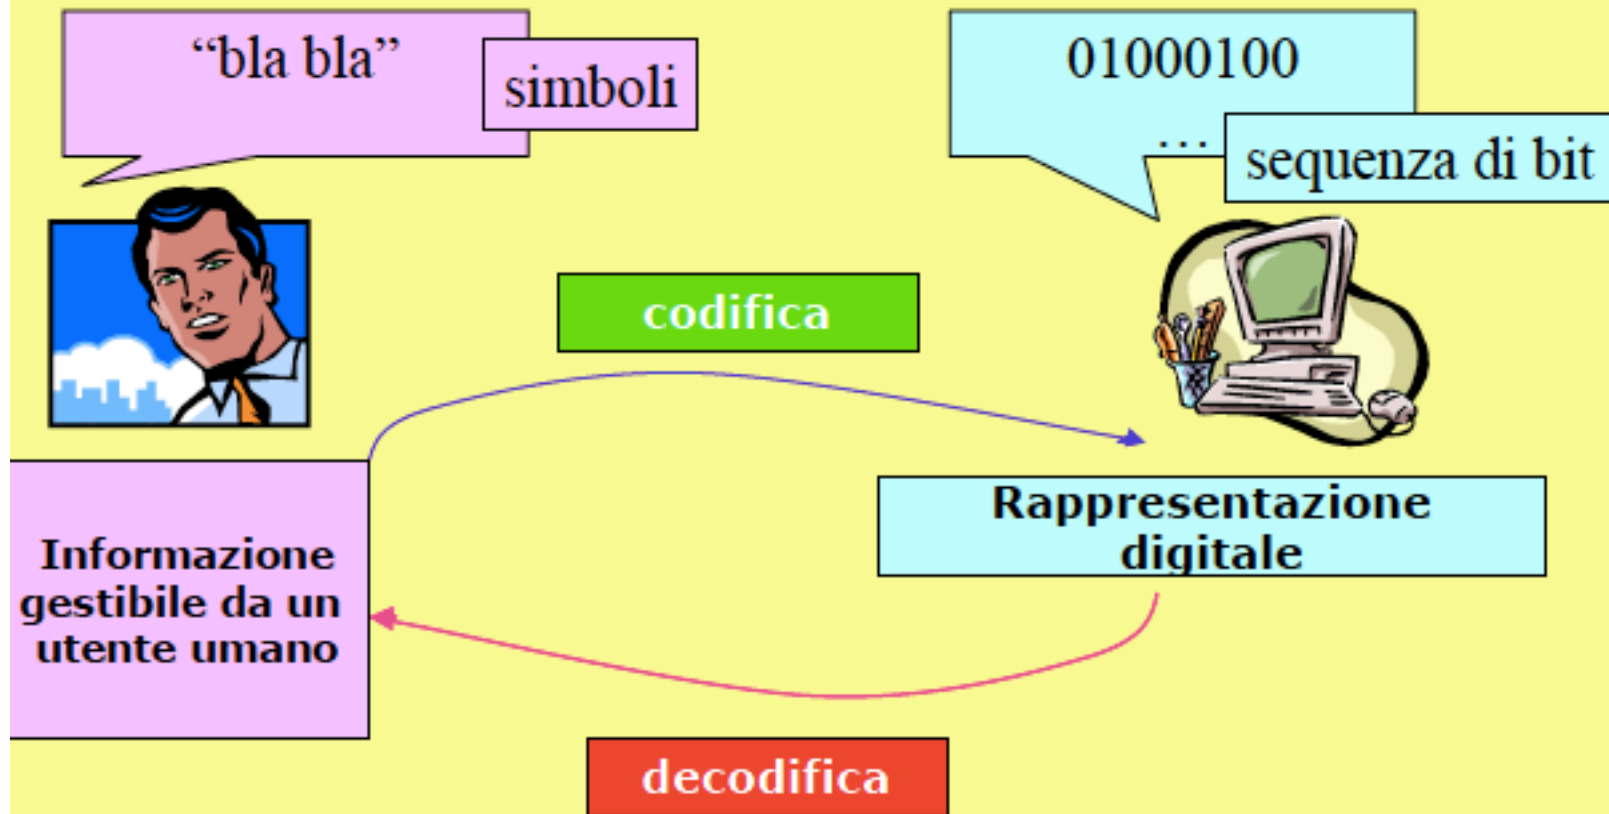 “bla bla”
simboli
01000100
…
sequenza di bit
codifica
Informazione
gestibile da un
utente umano
Rappresentazione
digitale
decodifica